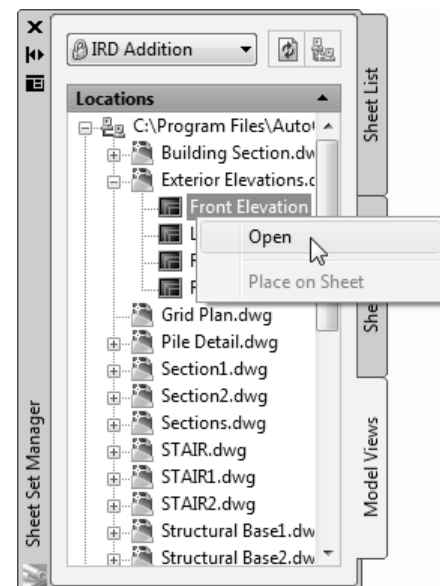 IRD Addition
Locations
C:\Program Files\Auto
Building Section.dw
Exterior Elevations.c
Front Elevation
Open
Place on Sheet
Grid Plan.dwg
Pile Detail.dwg
Section1.dwg
Section2.dwg
Sections.dwg
STAIR.dwg
STAIR1.dwg
STAIR2.dwg
Structural Base1.dw
Structural Base2.dw
Sheet List
She
Model Views
Sheet Set Manager